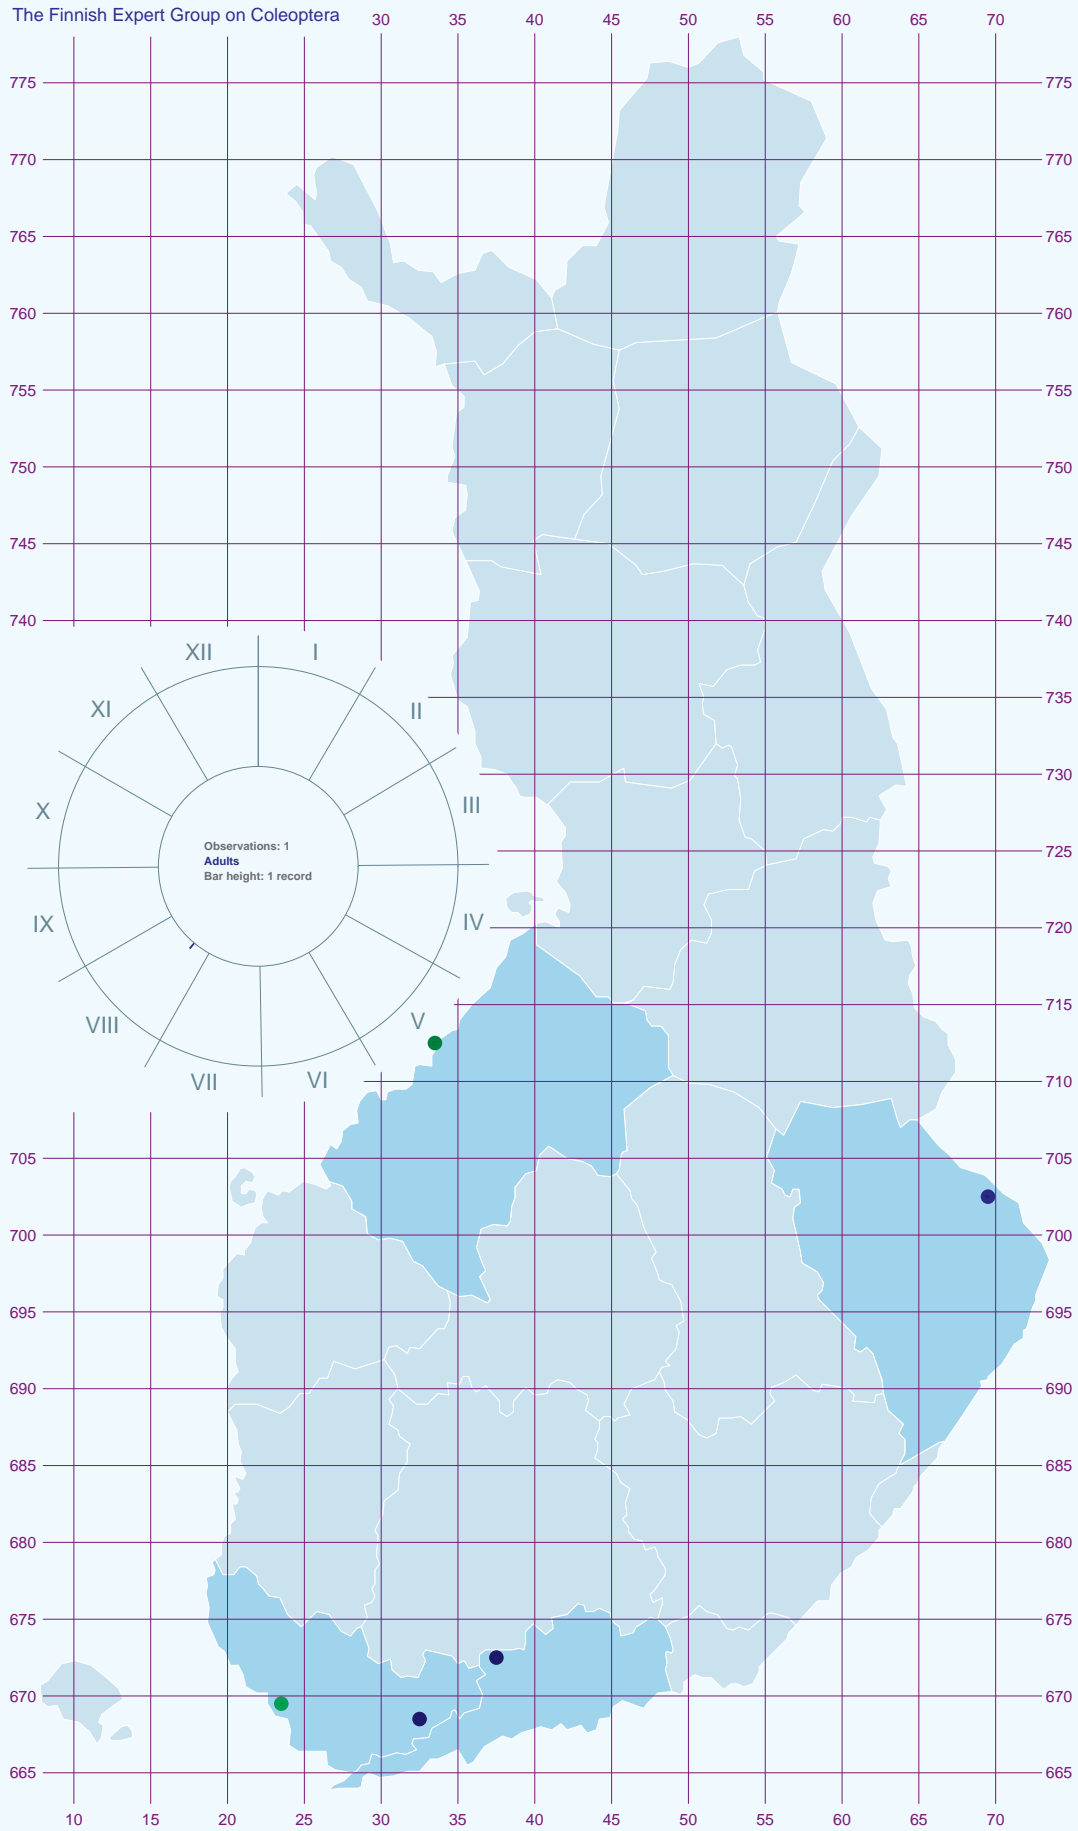 The Finnish Expert Group on Coleoptera
30 35 40 45 50 55 60 65 70
775 775
770 770
765 765
760 760
755 755
750 750
745 745
740 740
XII I
XI II
735
730
X III
Observations: 1
Adults
Bar height: 1 record
725
IX IV
720
715
VIII V
VII VI
710
705 705
700 700
695 695
690 690
685 685
680 680
675 675
670 670
665 665
10 15 20 25 30 35 40 45 50 55 60 65 70